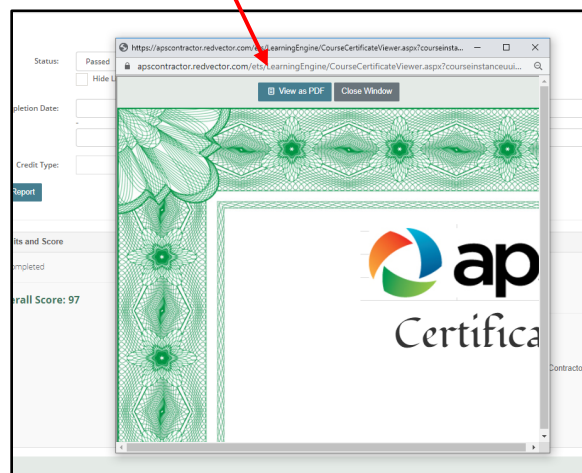 https://apscontractor.redvector.com/ets/LearningEngine/CourseCertificateViewer.aspx?courseinsta...
apscontractor.redvector.com/ets/LearningEngine/CourseCertificateViewer.aspx?courseinstanceuui...
View as PDF
Close Window
Status:
Passed
Hide L
pletion Date:
-
Credit Type:
Report
its and Score
ompleted
erall Score: 97
ap
Certifica
Contracto